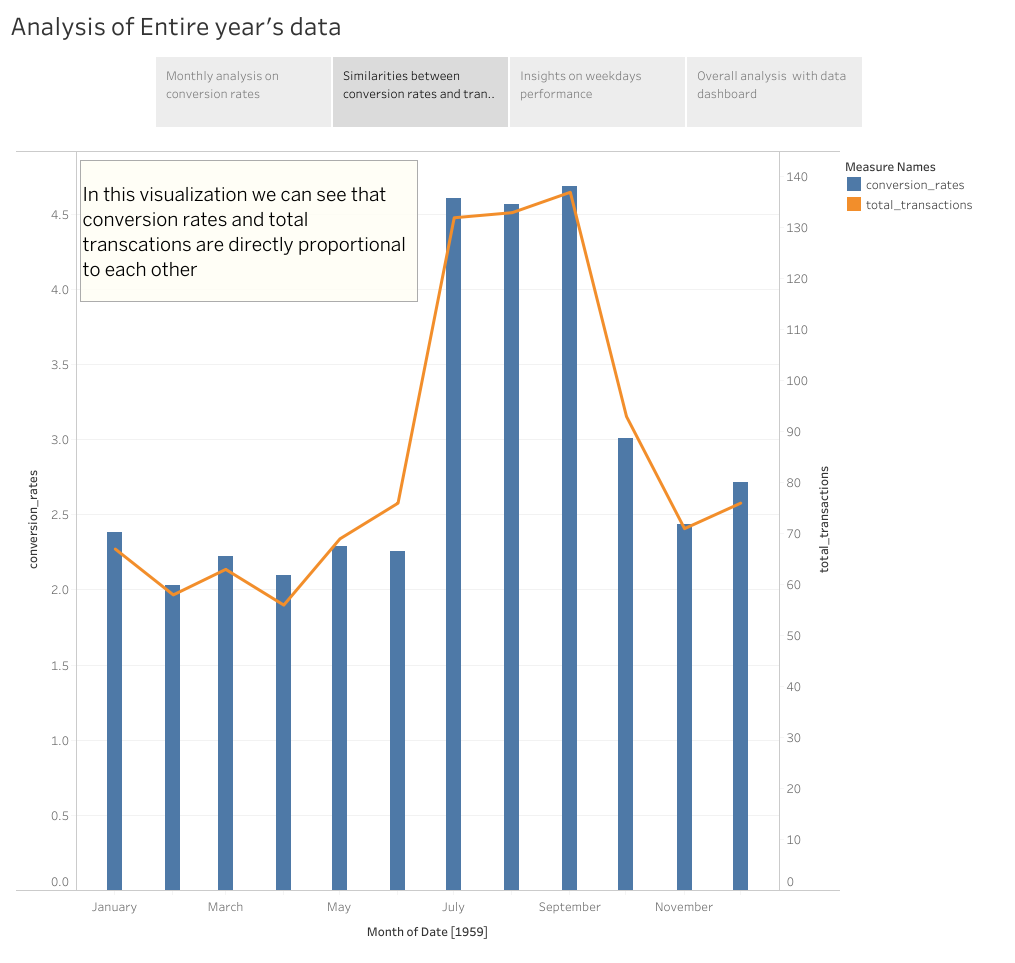 Analysis of Entire year's data
Monthly analysis on
conversion rates
Similarities between
conversion rates and tran..
Insights on weekdays
performance
Overall analysis with data
dashboard
In this visualization we can see that
conversion rates and total
transcations are directly proportional
to each other
Measure Names
conversion_rates
total_transactions
conversion_rates
4.5
4.0
3.5
3.0
2.5
2.0
1.5
1.0
0.5
0.0
140
130
120
110
100
90
80
70
60
50
40
30
20
10
0
total_transactions
January
March
May
July
September
November
Month of Date [1959]